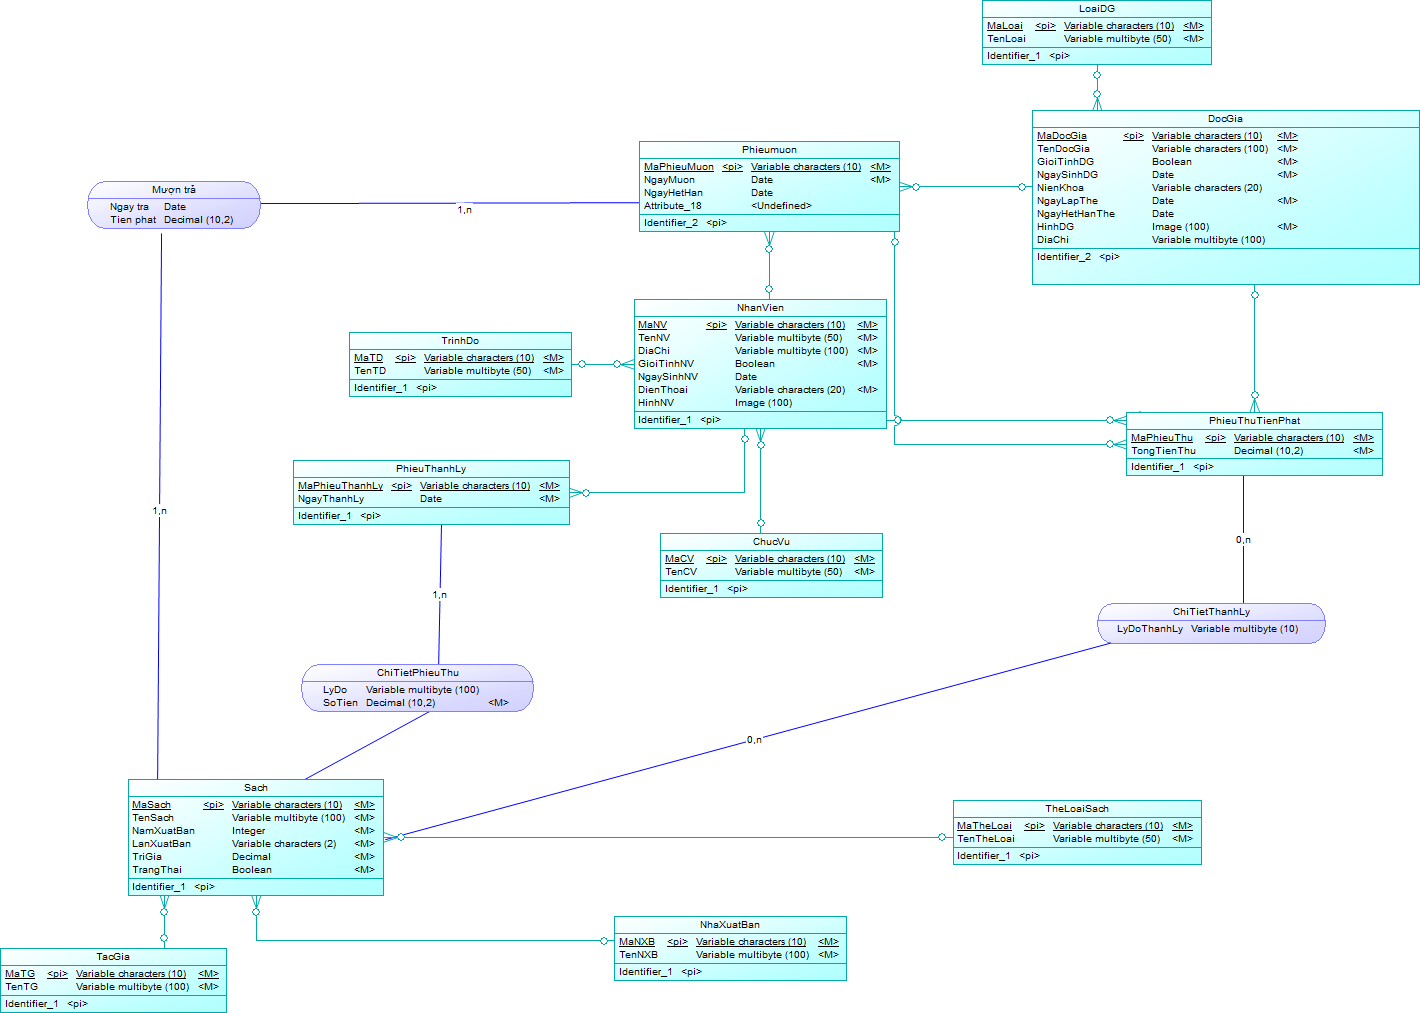 LoaiDG
MaLoai <pi> Variable characters (10) <M>
TenLoai Variable multibyte (50) <M>
Identifier_1 <pi>
DocGia
MaDocGia <pi> Variable characters (10) <M>
TenDocGia Variable characters (100) <M>
GioiTinhDG Boolean <M>
NgaySinhDG Date <M>
NienKhoa Variable characters (20)
NgayLapThe Date <M>
NgayHetHanThe Date
HinhDG Image (100) <M>
DiaChi Variable multibyte (100)
Identifier_2 <pi>
Phieumuon
MaPhieuMuon <pi> Variable characters (10) <M>
NgayMuon Date <M>
NgayHetHan Date
Attribute_18 <Undefined>
Identifier_2 <pi>
Mượn trả
Ngay tra Date
Tien phat Decimal (10,2)
1,n
NhanVien
MaNV <pi> Variable characters (10) <M>
TenNV Variable multibyte (50) <M>
DiaChi Variable multibyte (100) <M>
GioiTinhNV Boolean <M>
NgaySinhNV Date
DienThoai Variable characters (20) <M>
HinhNV Image (100)
Identifier_1 <pi>
TrinhDo
MaTD <pi> Variable characters (10) <M>
TenTD Variable multibyte (50) <M>
Identifier_1 <pi>
PhieuThuTienPhat
MaPhieuThu <pi> Variable characters (10) <M>
TongTienThu Decimal (10,2) <M>
Identifier_1 <pi>
PhieuThanhLy
MaPhieuThanhLy <pi> Variable characters (10) <M>
NgayThanhLy Date <M>
Identifier_1 <pi>
1,n
ChucVu
MaCV <pi> Variable characters (10) <M>
TenCV Variable multibyte (50) <M>
Identifier_1 <pi>
0,n
1,n
ChiTietThanhLy
LyDoThanhLy Variable multibyte (10)
ChiTietPhieuThu
LyDo Variable multibyte (100)
SoTien Decimal (10,2) <M>
0,n
Sach
MaSach <pi> Variable characters (10) <M>
TenSach Variable multibyte (100) <M>
NamXuatBan Integer <M>
LanXuatBan Variable characters (2) <M>
TriGia Decimal <M>
TrangThai Boolean <M>
Identifier_1 <pi>
TheLoaiSach
MaTheLoai <pi> Variable characters (10) <M>
TenTheLoai Variable multibyte (50) <M>
Identifier_1 <pi>
NhaXuatBan
MaNXB <pi> Variable characters (10) <M>
TenNXB Variable multibyte (100) <M>
Identifier_1 <pi>
TacGia
MaTG <pi> Variable characters (10) <M>
TenTG Variable multibyte (100) <M>
Identifier_1 <pi>